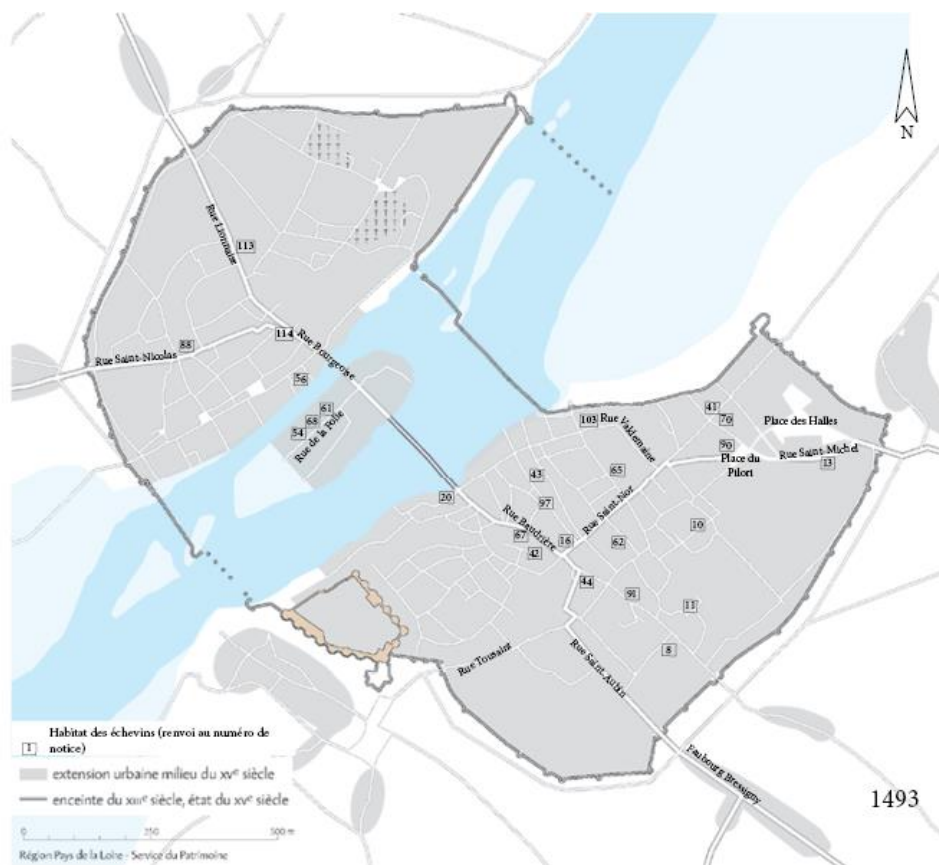 N
Rue Lionnaise
113
114
Rue Bourgeoise
88
Rue Saint-Nicolas
56
61
68
54
Rue de la Poile
103
Rue Valdemaine
41
70
Place des Halles
90
Place du Pilori
Rue Saint-Michel
13
43
65
20
97
Rue Saint-Nor
10
Rue Baudrière
67
16
62
42
44
91
11
8
Rue Toussaint
Rue Saint-Aubin
Faubourg Bressigny
1493
Habitat des échevins (renvoi au numéro de
1
notice)
extension urbaine milieu du XVe siècle
enceinte du XIIIe siècle, état du XVe siècle
0 250 500 m
Région Pays de la Loire - Service du Patrimoine